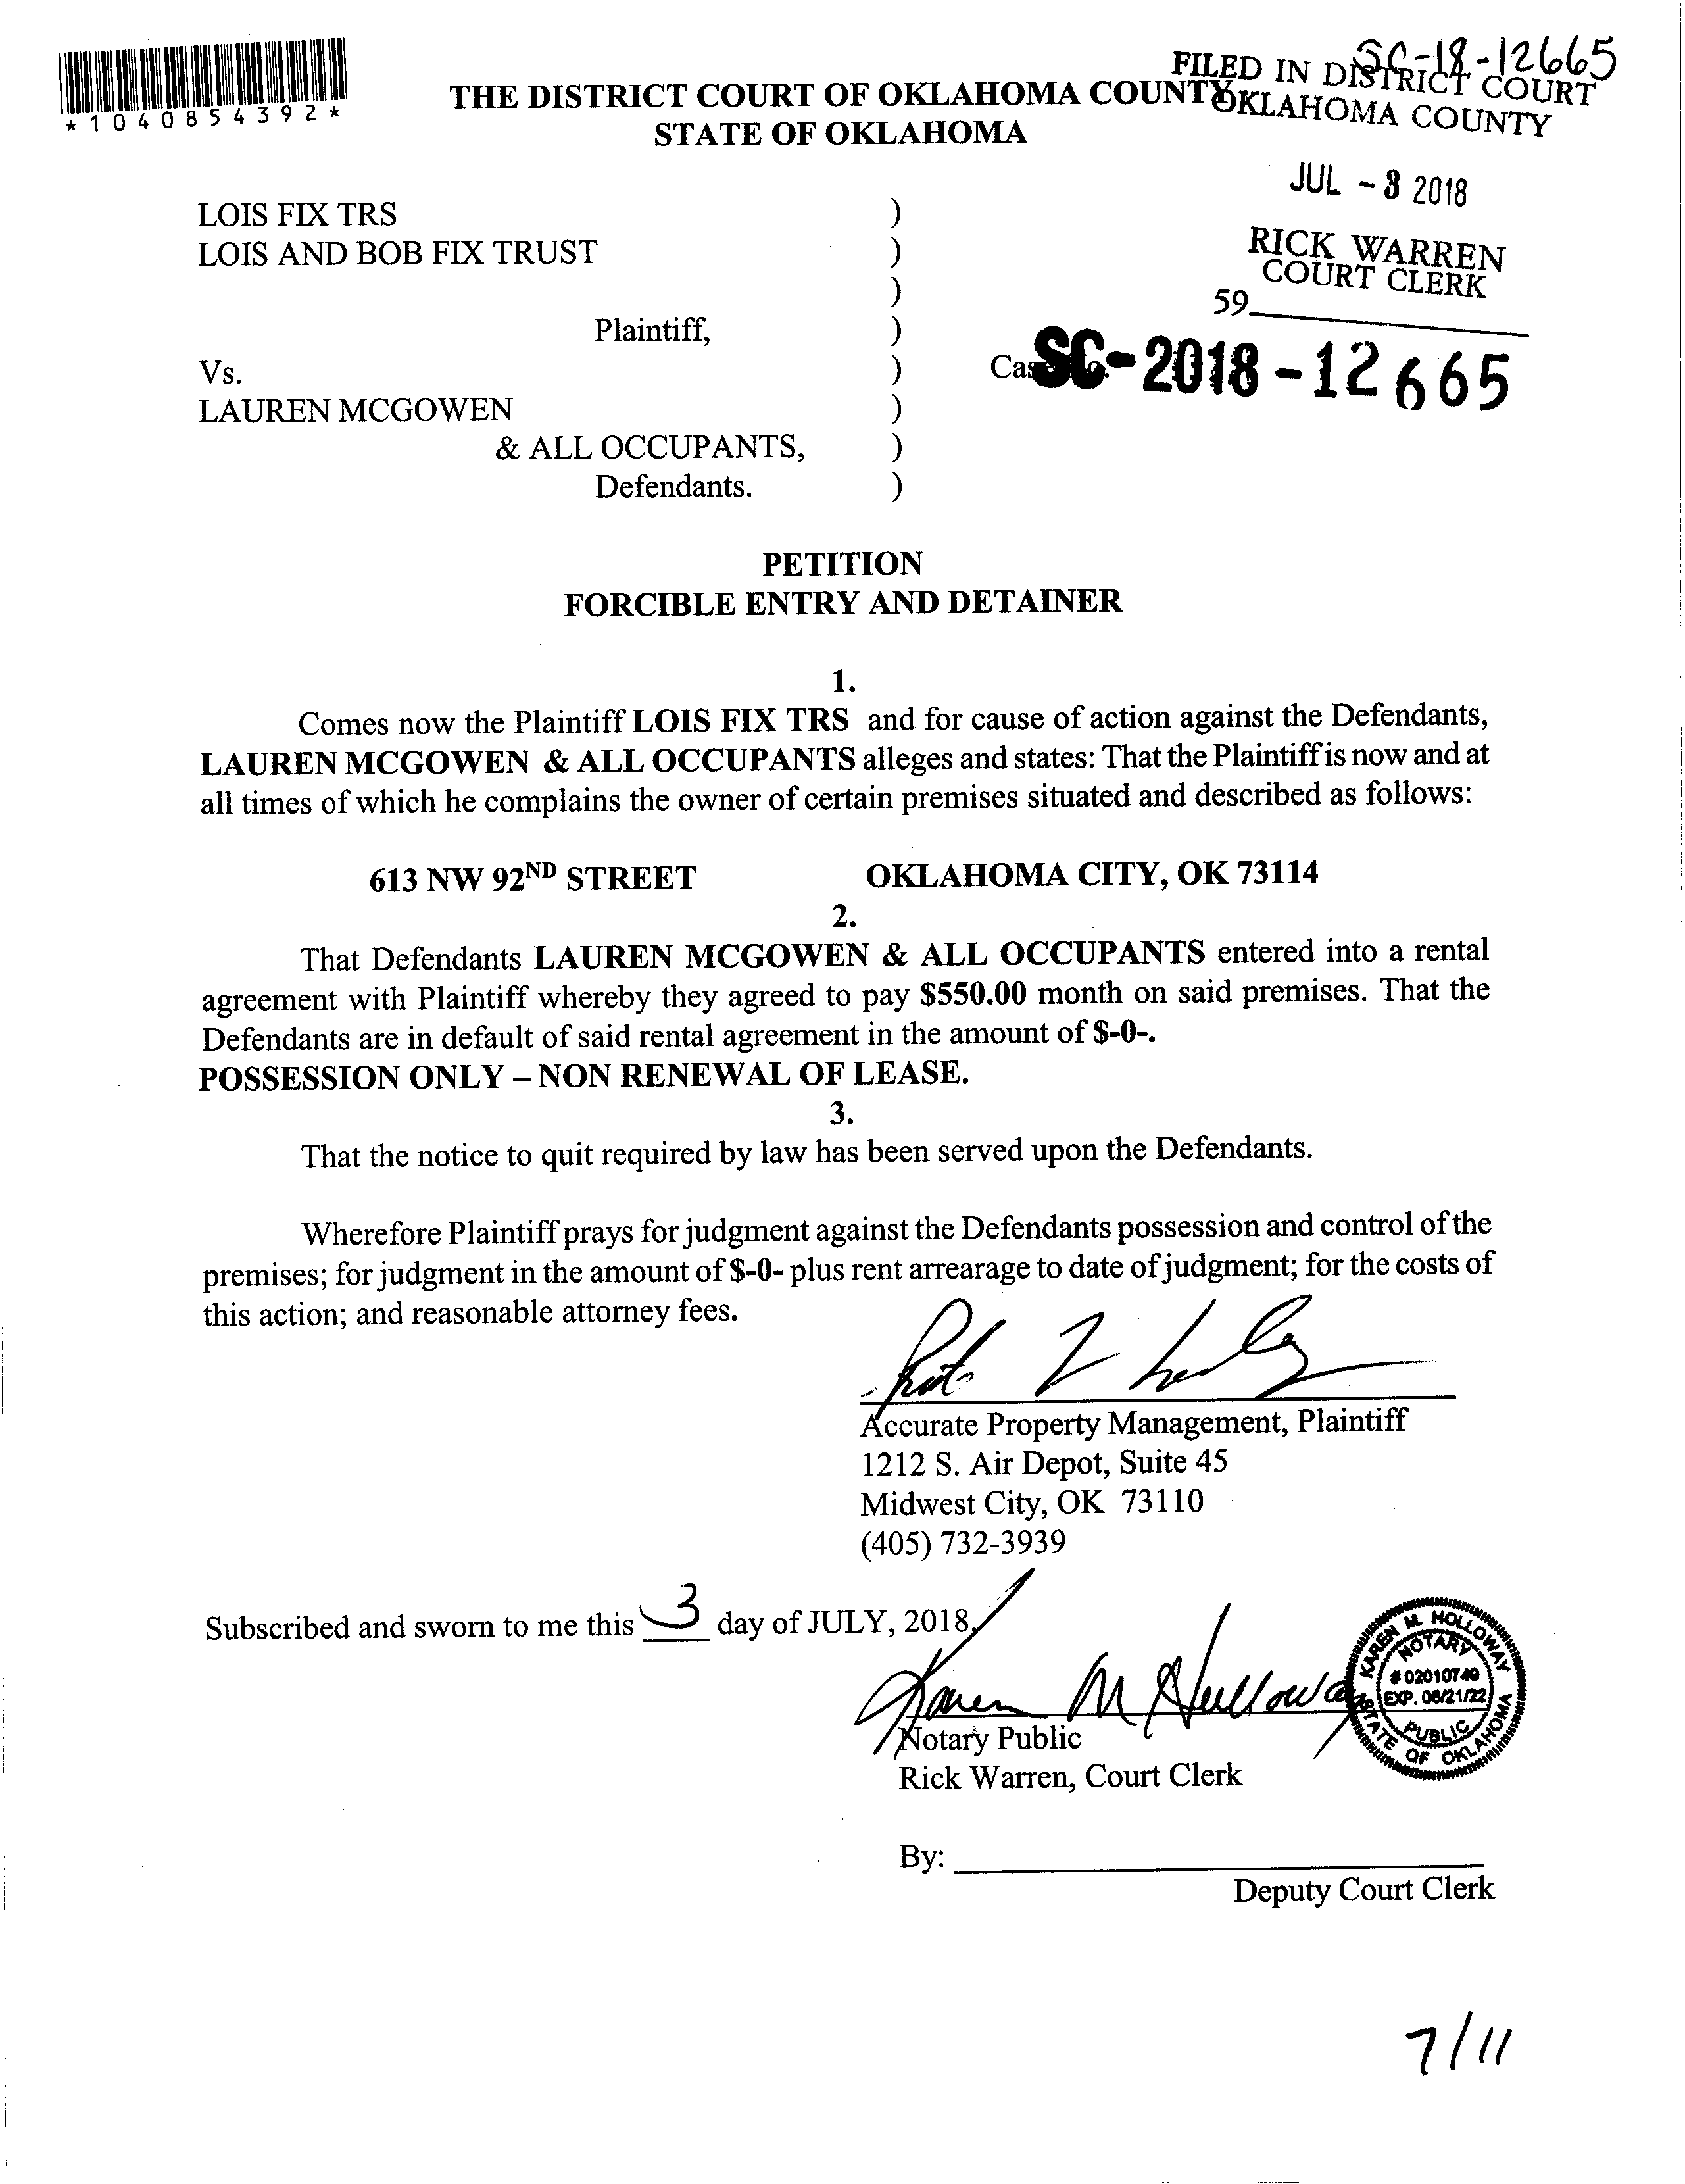 SC-18-12665
FILED IN DISTRICT COURT
OKLAHOMA COUNTY
*1040854392*
THE DISTRICT COURT OF OKLAHOMA COUNTY
STATE OF OKLAHOMA
JUL - 3 2018
RICK WARREN
COURT CLERK
59
LOIS FIX TRS )
LOIS AND BOB FIX TRUST )
)
Plaintiff, )
Vs. ) Case No. SC-2018-12665
LAUREN MCGOWEN )
& ALL OCCUPANTS, )
Defendants. )
PETITION
FORCIBLE ENTRY AND DETAINER
1.
Comes now the Plaintiff LOIS FIX TRS and for cause of action against the Defendants,
LAUREN MCGOWEN & ALL OCCUPANTS alleges and states: That the Plaintiff is now and at
all times of which he complains the owner of certain premises situated and described as follows:
613 NW 92ND STREET OKLAHOMA CITY, OK 73114
2.
That Defendants LAUREN MCGOWEN & ALL OCCUPANTS entered into a rental
agreement with Plaintiff whereby they agreed to pay $550.00 month on said premises. That the
Defendants are in default of said rental agreement in the amount of $-0-.
POSSESSION ONLY – NON RENEWAL OF LEASE.
3.
That the notice to quit required by law has been served upon the Defendants.
Wherefore Plaintiff prays for judgment against the Defendants possession and control of the
premises; for judgment in the amount of $-0- plus rent arrearage to date of judgment; for the costs of
this action; and reasonable attorney fees.
Accurate Property Management, Plaintiff
1212 S. Air Depot, Suite 45
Midwest City, OK 73110
(405) 732-3939
Subscribed and sworn to me this 3 day of JULY, 2018.
Karen M Holloway
KAREN M. HOLLOWAY
NOTARY
# 02010749
EXP. 06/21/22
PUBLIC
STATE OF OKLAHOMA
Notary Public
Rick Warren, Court Clerk
By:
Deputy Court Clerk
7/11